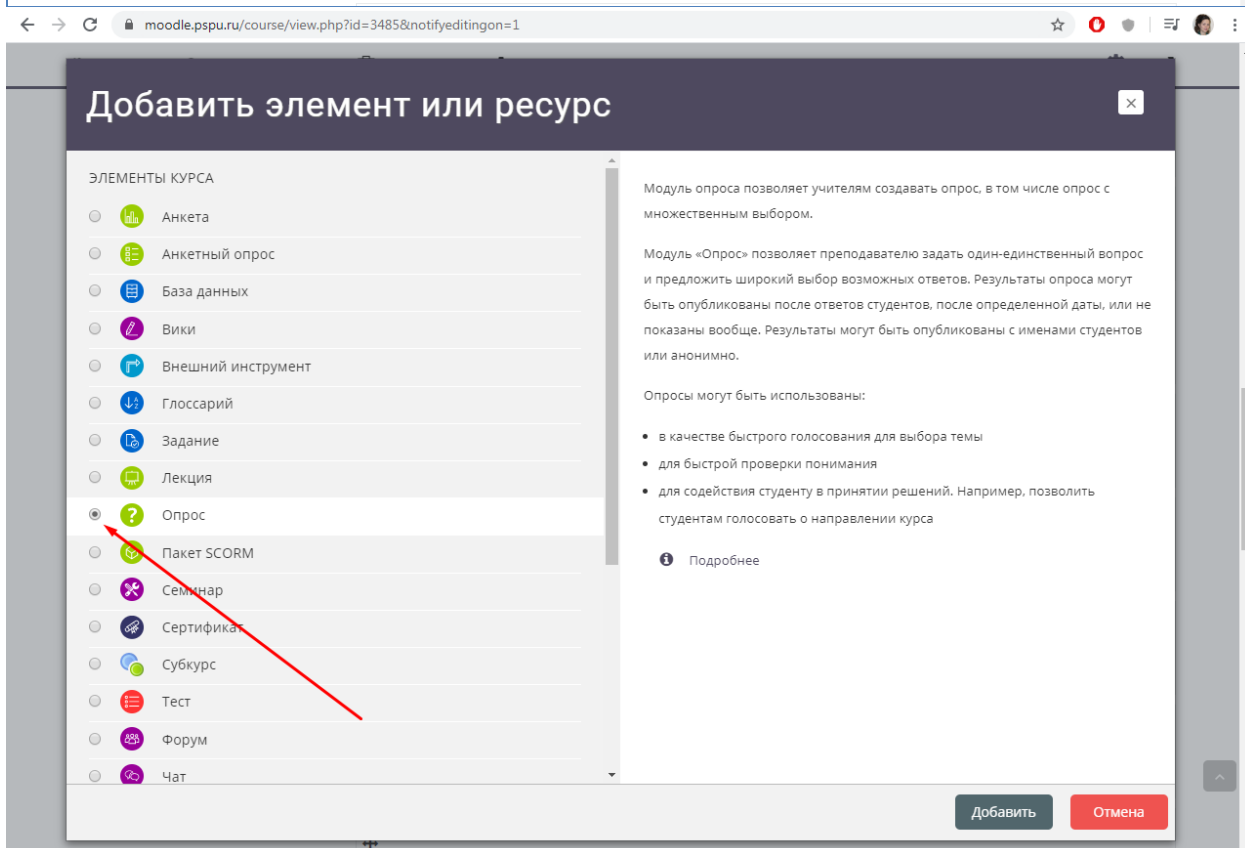 moodle.pspu.ru/course/view.php?id=3485&notifyeditingon=1
Добавить элемент или ресурс
ЭЛЕМЕНТЫ КУРСА
Анкета
Анкетный опрос
База данных
Вики
Внешний инструмент
Глоссарий
Задание
Лекция
Опрос
Пакет SCORM
Семинар
Сертификат
Субкурс
Тест
Форум
Чат
Модуль опроса позволяет учителям создавать опрос, в том числе опрос с
множественным выбором.
Модуль «Опрос» позволяет преподавателю задать один-единственный вопрос
и предложить широкий выбор возможных ответов. Результаты опроса могут
быть опубликованы после ответов студентов, после определенной даты, или не
показаны вообще. Результаты могут быть опубликованы с именами студентов
или анонимно.
Опросы могут быть использованы:
• в качестве быстрого голосования для выбора темы
• для быстрой проверки понимания
• для содействия студенту в принятии решений. Например, позволить
студентам голосовать о направлении курса
Подробнее
Добавить
Отмена